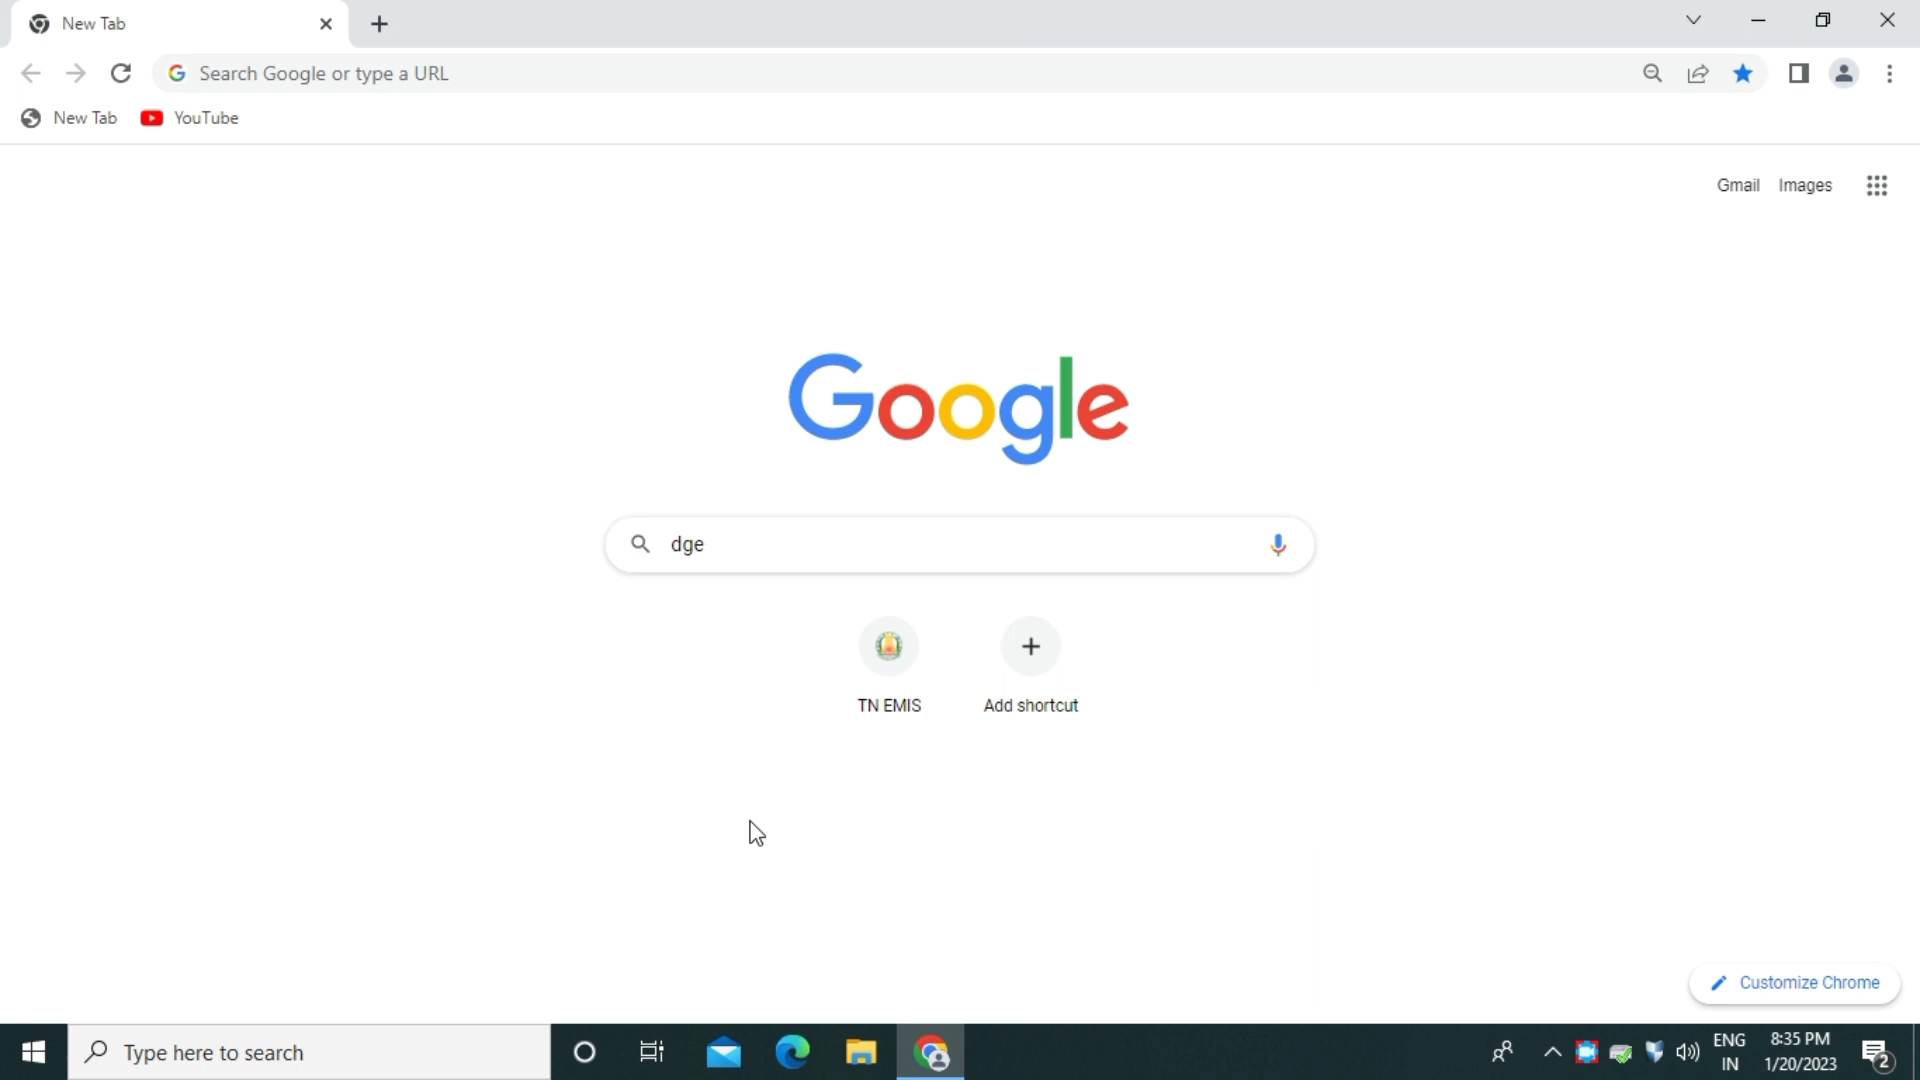 New Tab
Search Google or type a URL
New Tab
YouTube
Gmail
Images
Google
dge
TN EMIS
Add shortcut
Customize Chrome
Type here to search
ENG
IN
8:35 PM
1/20/2023
2